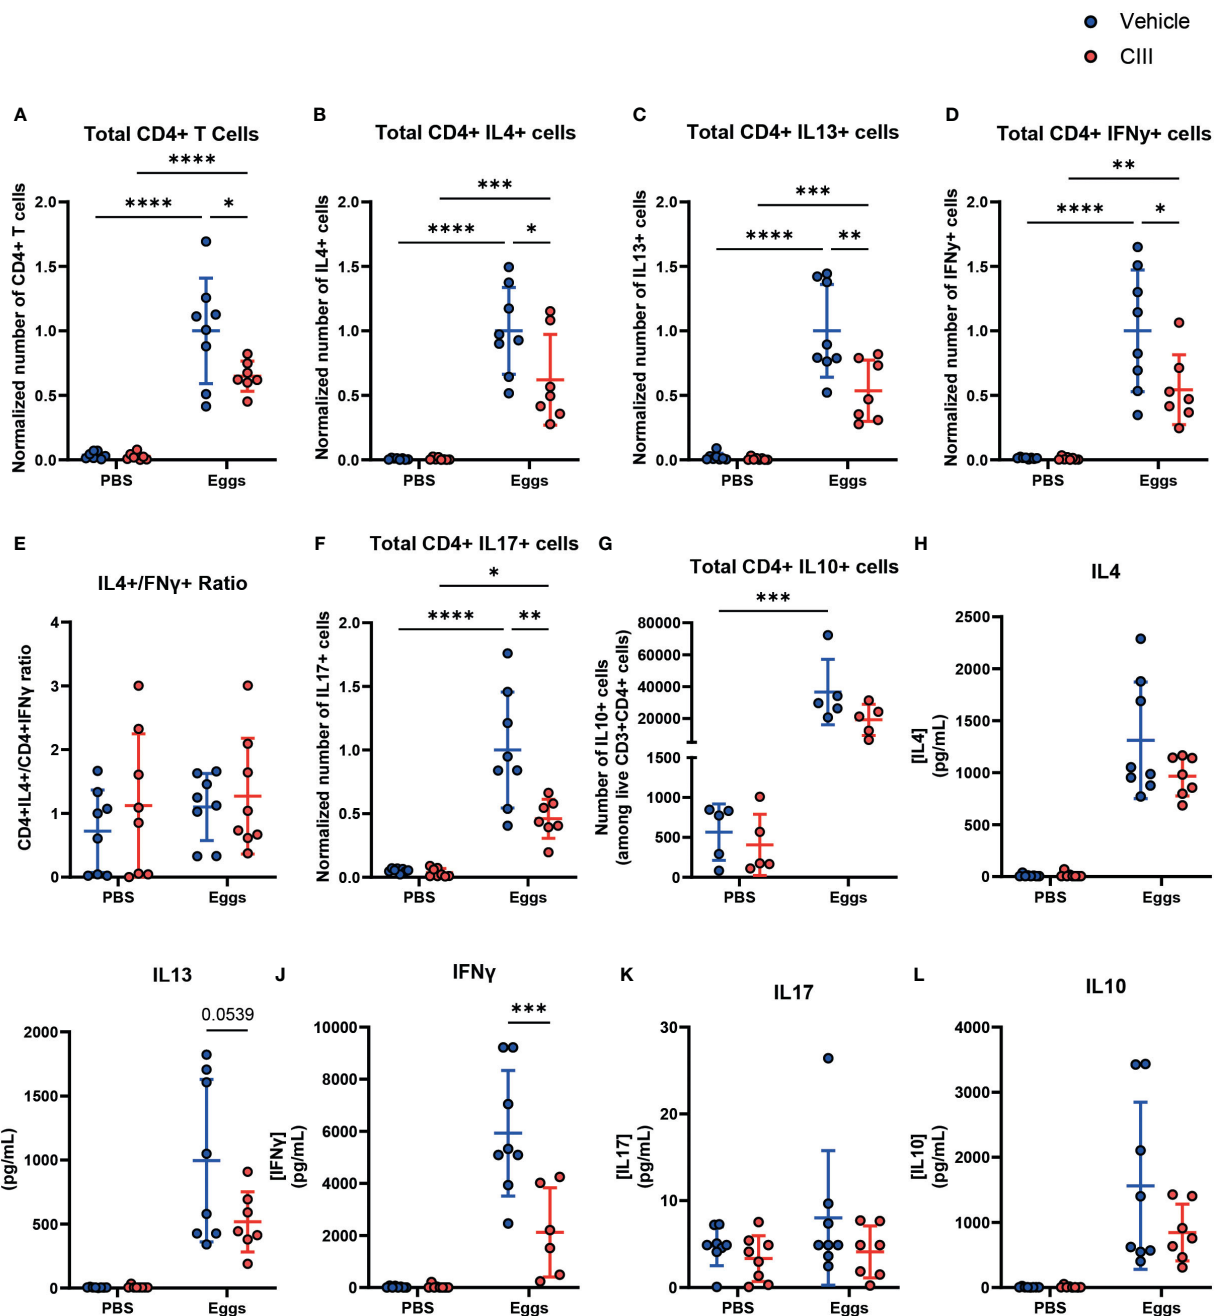 Vehicle
CIII
A
Total CD4+ T Cells
****
****
*
Normalized number of CD4+ T cells
2.0
1.5
1.0
0.5
0.0
PBS
Eggs
B
Total CD4+ IL4+ cells
***
****
*
Normalized number of IL4+ cells
2.0
1.5
1.0
0.5
0.0
PBS
Eggs
C
Total CD4+ IL13+ cells
***
****
**
Normalized number of IL13+ cells
2.0
1.5
1.0
0.5
0.0
PBS
Eggs
D
Total CD4+ IFNy+ cells
**
****
*
Normalized number of IFNy+ cells
2.0
1.5
1.0
0.5
0.0
PBS
Eggs
E
IL4+/FNγ+ Ratio
CD4+IL4+/CD4+IFNγ ratio
4
3
2
1
0
PBS
Eggs
F
Total CD4+ IL17+ cells
*
****
**
Normalized number of IL17+ cells
2.0
1.5
1.0
0.5
0.0
PBS
Eggs
G
Total CD4+ IL10+ cells
***
Number of IL10+ cells
(among live CD3+CD4+ cells)
80000
60000
40000
20000
1500
1000
500
0
PBS
Eggs
H
IL4
[IL4]
(pg/mL)
2500
2000
1500
1000
500
0
PBS
Eggs
IL13
0.0539
(pg/mL)
2000
1500
1000
500
0
PBS
Eggs
J
IFNγ
***
[IFNγ]
(pg/mL)
10000
8000
6000
4000
2000
0
PBS
Eggs
K
IL17
[IL17]
(pg/mL)
30
20
10
0
PBS
Eggs
L
IL10
[IL10]
(pg/mL)
4000
3000
2000
1000
0
PBS
Eggs